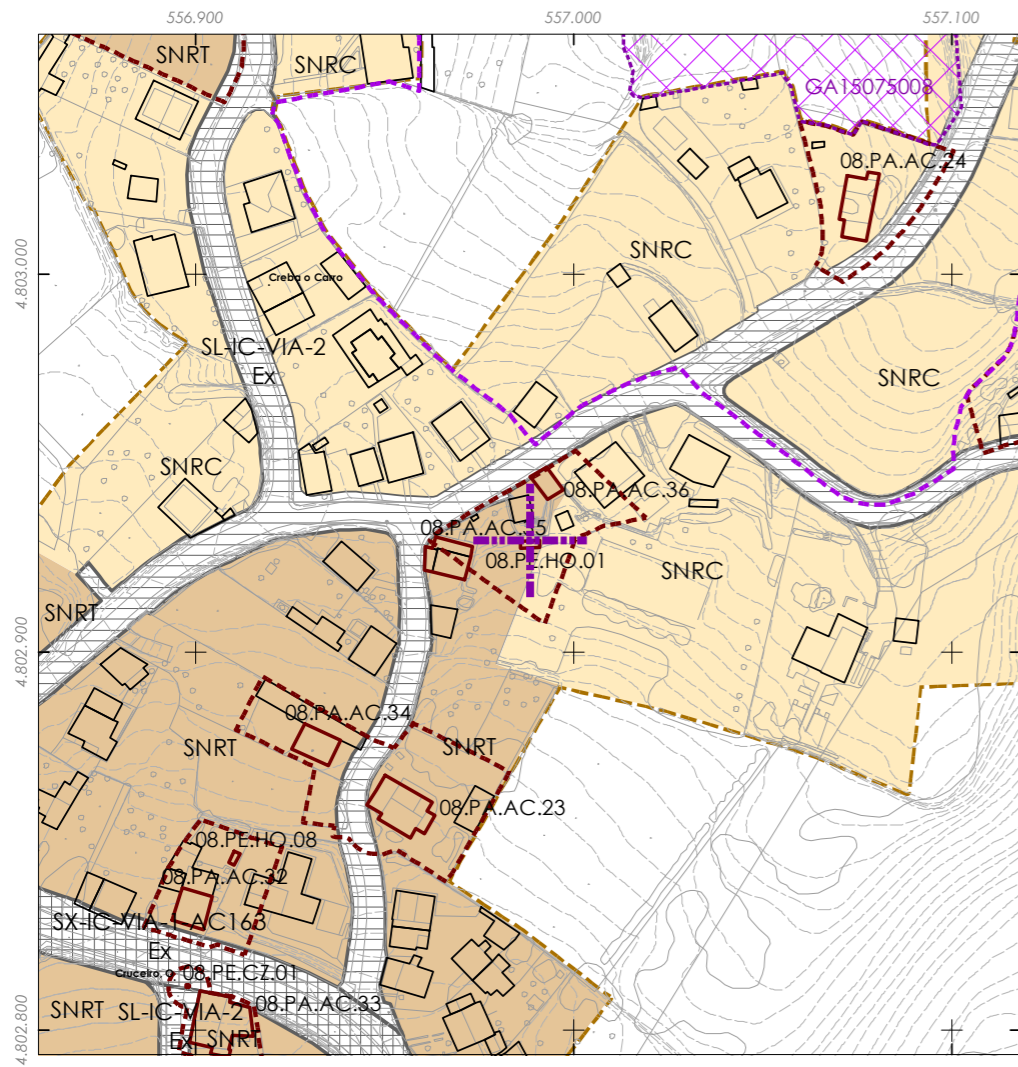 556.900
557.000
557.100
SNRT
SNRC
GA15075008
08.PA.AC.24
SNRC
4.803.000
Creba o Carro
SL-IC-VIA-2
Ex
SNRC
SNRC
08.PA.AC.36
08.PA.AC.35
08.PE.HO.01
SNRC
SNRT
4.802.900
08.PA.AC.34
SNRT
SNRT
08.PA.AC.23
08.PE.HO.08
08.PA.AC.32
SX-IC-VIA-1 AC163
Ex
Cruceiro, O
08.PE.CZ.01
08.PA.AC.33
SNRT
SL-IC-VIA-2
Ex
SNRT
4.802.800